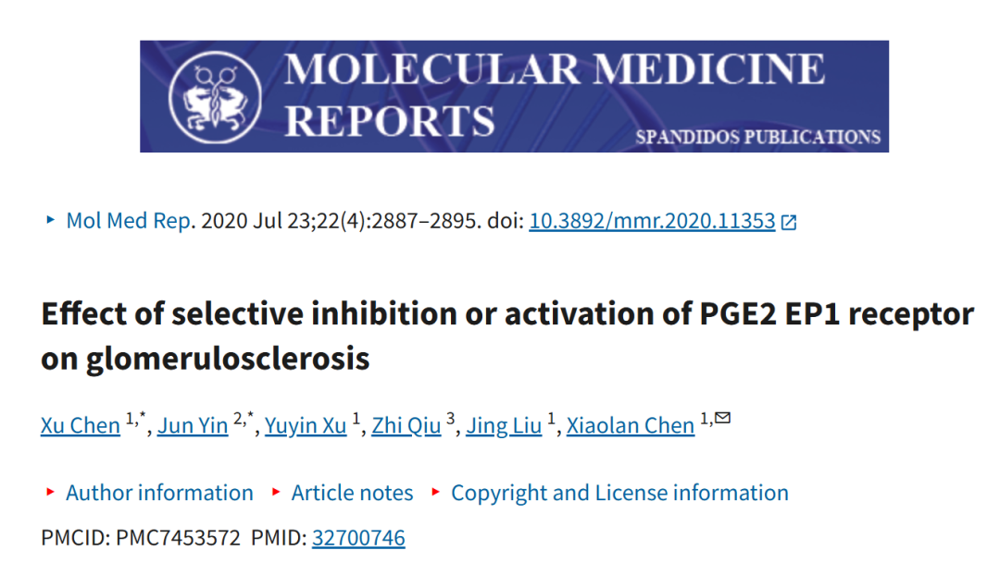 MOLECULAR MEDICINE
REPORTS
SPANDIDOS PUBLICATIONS
Mol Med Rep. 2020 Jul 23;22(4):2887–2895. doi: 10.3892/mmr.2020.11353
Effect of selective inhibition or activation of PGE2 EP1 receptor
on glomerulosclerosis
Xu Chen 1,*, Jun Yin 2,*, Yuyin Xu 1, Zhi Qiu 3, Jing Liu 1, Xiaolan Chen 1,✉
Author information Article notes Copyright and License information
PMCID: PMC7453572 PMID: 32700746